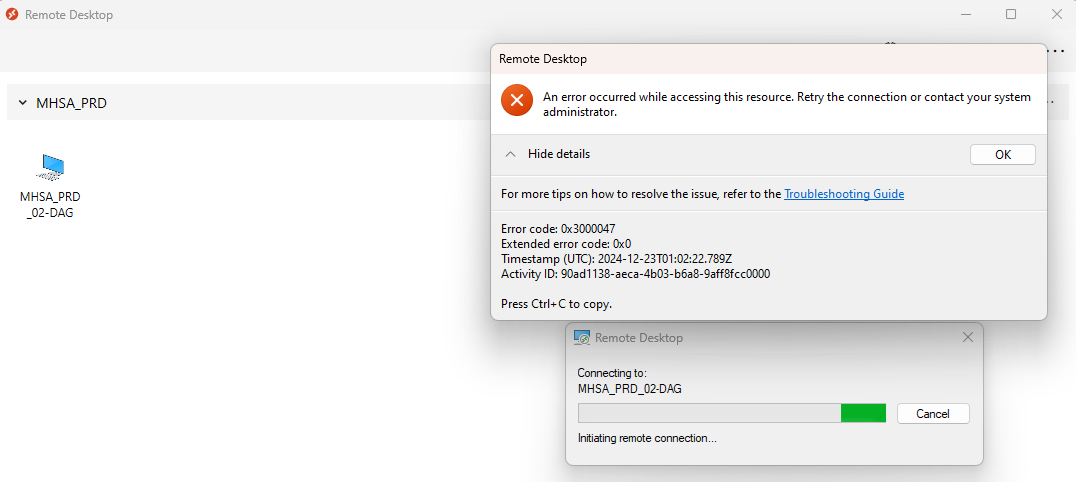 Remote Desktop
MHSA_PRD
MHSA_PRD
_02-DAG
Remote Desktop
An error occurred while accessing this resource. Retry the connection or contact your system
administrator.
Hide details
OK
For more tips on how to resolve the issue, refer to the Troubleshooting Guide
Error code: 0x3000047
Extended error code: 0x0
Timestamp (UTC): 2024-12-23T01:02:22.789Z
Activity ID: 90ad1138-aeca-4b03-b6a8-9aff8fcc0000
Press Ctrl+C to copy.
Remote Desktop
Connecting to:
MHSA_PRD_02-DAG
Cancel
Initiating remote connection...